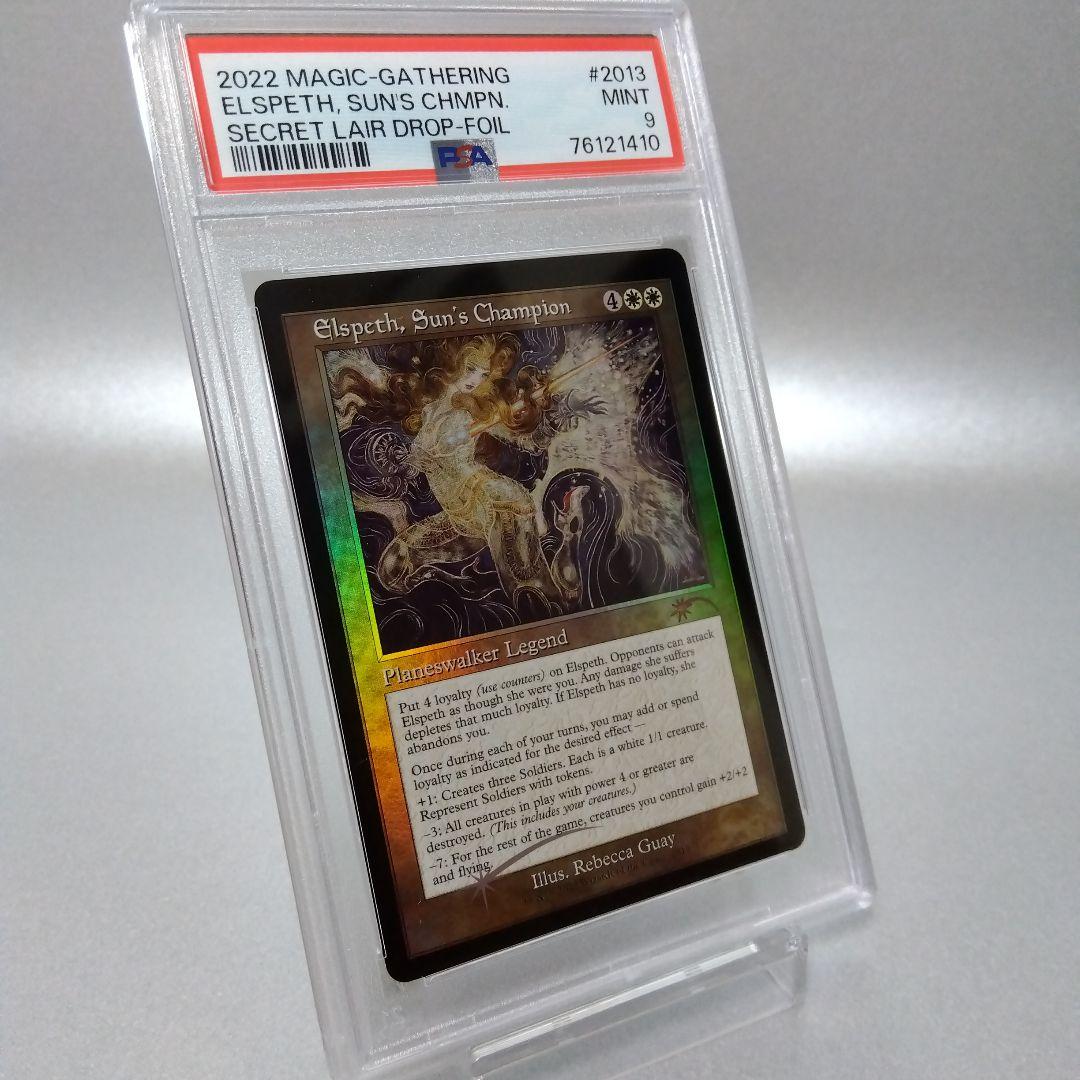 2022 MAGIC-GATHERING #2013
ELSPETH, SUN'S CHMPN. MINT
SECRET LAIR DROP-FOIL 9
PSA 76121410
Elspeth, Sun's Champion 4
Planeswalker Legend
Put 4 loyalty (use counters) on Elspeth. Opponents can attack
Elspeth as though she were you. Any damage she suffers
depletes that much loyalty. If Elspeth has no loyalty, she
abandons you.
Once during each of your turns, you may add or spend
loyalty as indicated for the desired effect —
+1: Creates three Soldiers. Each is a white 1/1 creature.
Represent Soldiers with tokens.
–3: All creatures in play with power 4 or greater are
destroyed. (This includes your creatures.)
–7: For the rest of the game, creatures you control gain +2/+2
and flying.
Illus. Rebecca Guay